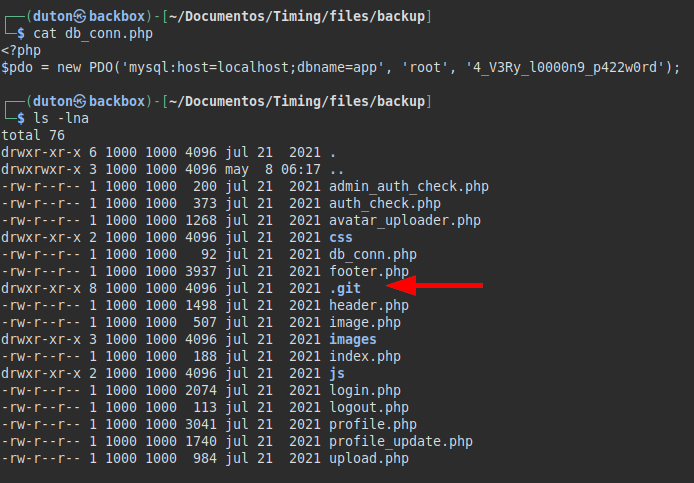 (duton㉿backbox)-[~/Documentos/Timing/files/backup]
$ cat db_conn.php
<?php
$pdo = new PDO('mysql:host=localhost;dbname=app', 'root', '4_V3Ry_l0000n9_p422w0rd');
(duton㉿backbox)-[~/Documentos/Timing/files/backup]
$ ls -lna
total 76
drwxr-xr-x 6 1000 1000 4096 jul 21  2021 .
drwxrwxr-x 3 1000 1000 4096 may  8 06:17 ..
-rw-r--r-- 1 1000 1000  200 jul 21  2021 admin_auth_check.php
-rw-r--r-- 1 1000 1000  373 jul 21  2021 auth_check.php
-rw-r--r-- 1 1000 1000 1268 jul 21  2021 avatar_uploader.php
drwxr-xr-x 2 1000 1000 4096 jul 21  2021 css
-rw-r--r-- 1 1000 1000   92 jul 21  2021 db_conn.php
-rw-r--r-- 1 1000 1000 3937 jul 21  2021 footer.php
drwxr-xr-x 8 1000 1000 4096 jul 21  2021 .git
-rw-r--r-- 1 1000 1000 1498 jul 21  2021 header.php
-rw-r--r-- 1 1000 1000  507 jul 21  2021 image.php
drwxr-xr-x 3 1000 1000 4096 jul 21  2021 images
-rw-r--r-- 1 1000 1000  188 jul 21  2021 index.php
drwxr-xr-x 2 1000 1000 4096 jul 21  2021 js
-rw-r--r-- 1 1000 1000 2074 jul 21  2021 login.php
-rw-r--r-- 1 1000 1000  113 jul 21  2021 logout.php
-rw-r--r-- 1 1000 1000 3041 jul 21  2021 profile.php
-rw-r--r-- 1 1000 1000 1740 jul 21  2021 profile_update.php
-rw-r--r-- 1 1000 1000  984 jul 21  2021 upload.php